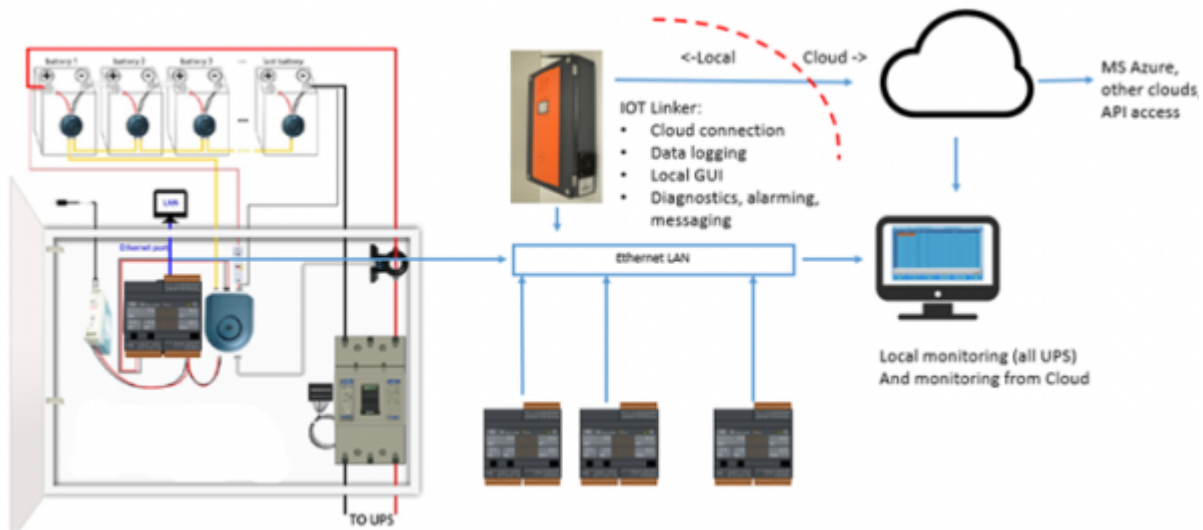 battery 1
battery 2
battery 3
...
last battery
LAN
Ethernet port
TO UPS
<-Local
Cloud ->
IOT Linker:
• Cloud connection
• Data logging
• Local GUI
• Diagnostics, alarming,
messaging
MS Azure,
other clouds,
API access
Ethernet LAN
Local monitoring (all UPS)
And monitoring from Cloud